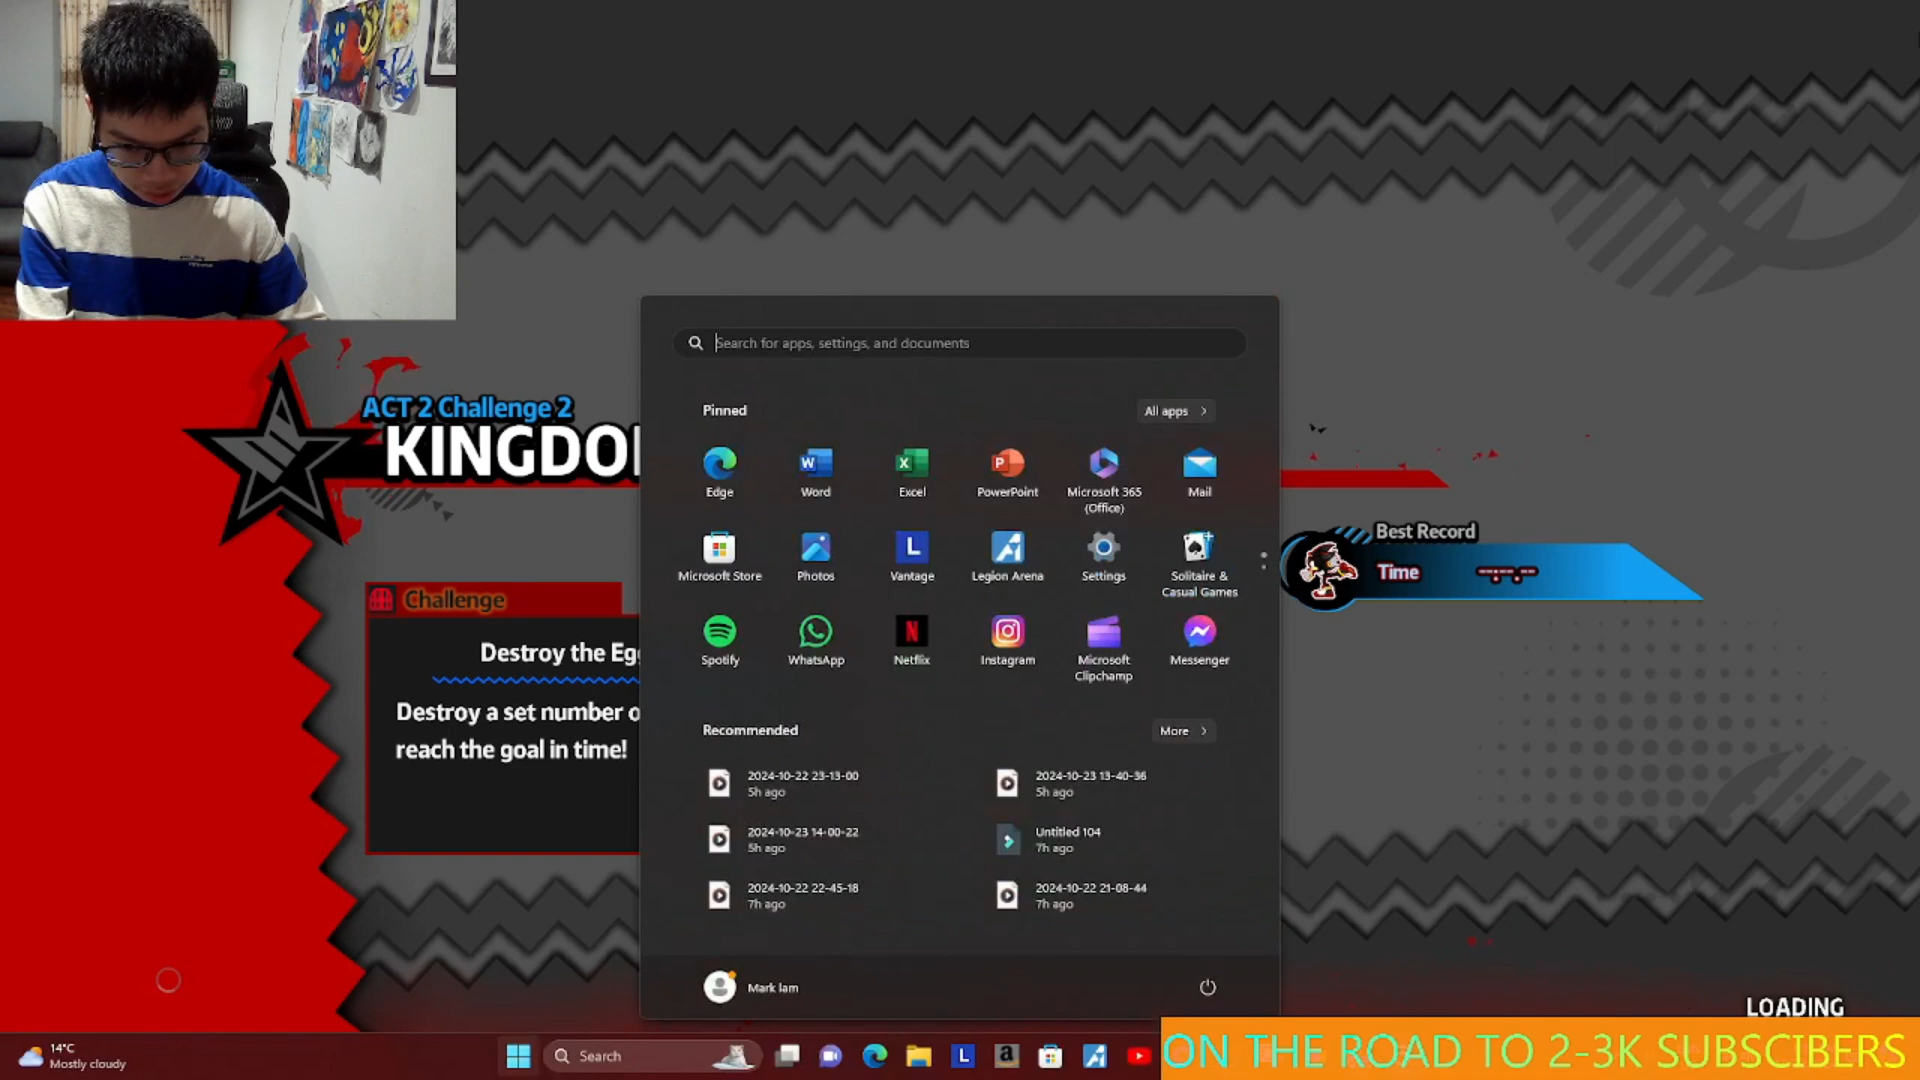 Search for apps, settings, and documents
Pinned
All apps
Edge
Word
Excel
PowerPoint
Microsoft 365 (Office)
Mail
Microsoft Store
Photos
Vantage
Legion Arena
Settings
Solitaire & Casual Games
Spotify
WhatsApp
Netflix
Instagram
Microsoft Clipchamp
Messenger
Recommended
More
2024-10-22 23-13-00
5h ago
2024-10-23 13-40-36
5h ago
2024-10-23 14-00-22
5h ago
Untitled 104
7h ago
2024-10-22 22-45-18
7h ago
2024-10-22 21-08-44
7h ago
Mark lam
ACT 2 Challenge 2
KINGDO
Challenge
Destroy the Eg
Destroy a set number o
reach the goal in time!
Best Record
Time --:--.--
LOADING
14°C
Mostly cloudy
Search
ON THE ROAD TO 2-3K SUBSCIBERS